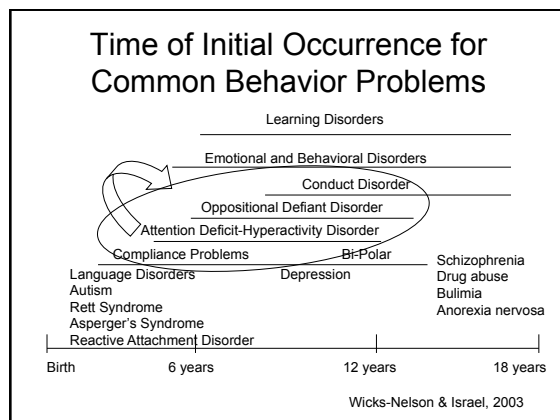 Time of Initial Occurrence for
Common Behavior Problems
Learning Disorders
Emotional and Behavioral Disorders
Conduct Disorder
Oppositional Defiant Disorder
Attention Deficit-Hyperactivity Disorder
Compliance Problems Bi-Polar
Language Disorders Depression
Autism
Rett Syndrome
Asperger's Syndrome
Reactive Attachment Disorder
Schizophrenia
Drug abuse
Bulimia
Anorexia nervosa
Birth 6 years 12 years 18 years
Wicks-Nelson & Israel, 2003